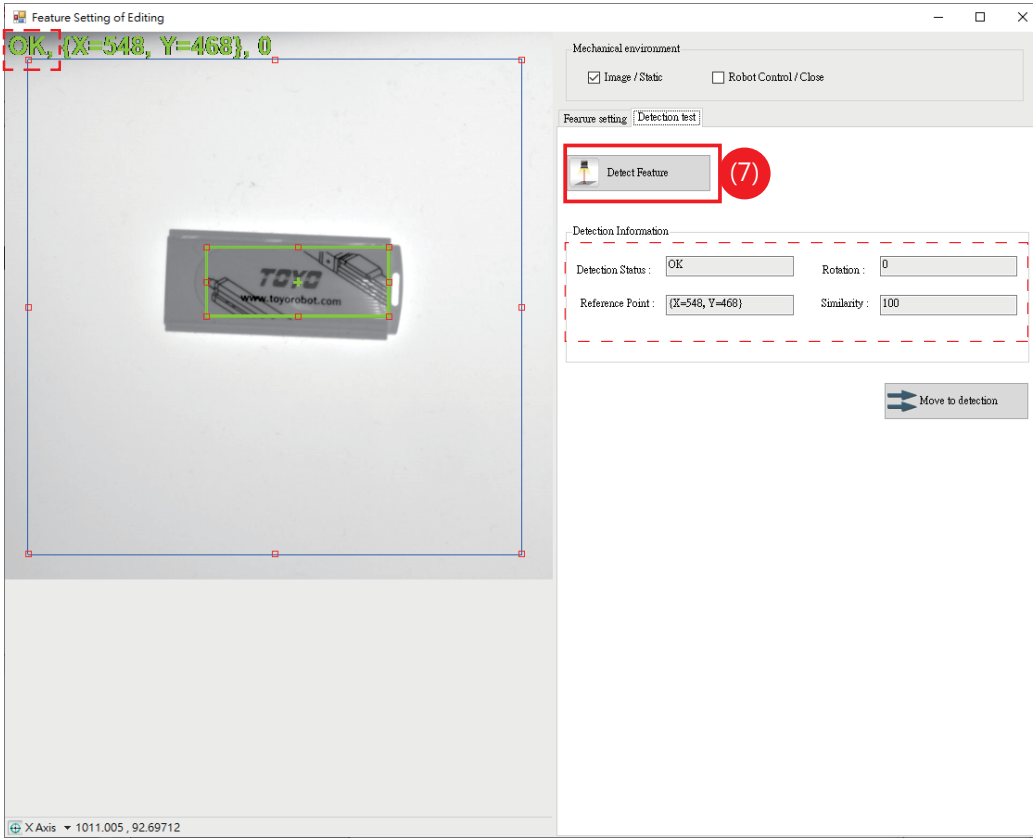 Feature Setting of Editing
OK, {X=548, Y=468}, 0
TOYO
www.toyorobot.com
X Axis 1011.005 , 92.69712
Mechanical environment
Image / Static Robot Control / Close
Fearure setting Detection test
Detect Feature
(7)
Detection Information
Detection Status : OK Rotation : 0
Reference Point : {X=548, Y=468} Similarity : 100
Move to detection